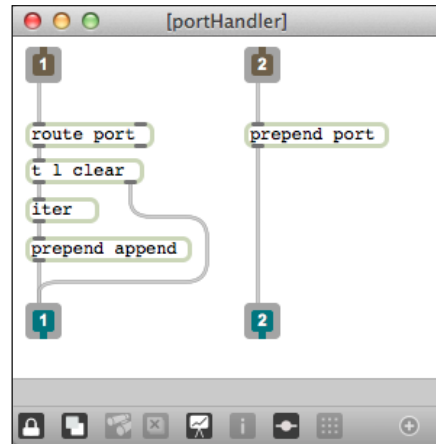 [portHandler]
1
2
route port
prepend port
t l clear
iter
prepend append
1
2